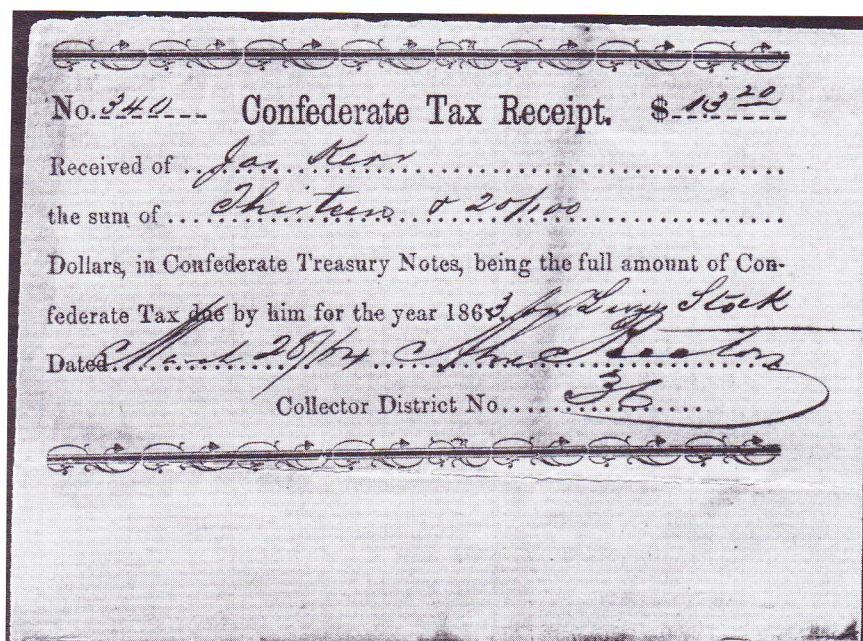 No. 340 Confederate Tax Receipt. $ 13 20
Received of Jas Kerr
the sum of Thirteen & 20/100
Dollars, in Confederate Treasury Notes, being the full amount of Con-
federate Tax due by him for the year 1863 for Live Stock
Dated March 28/64
Collector District No. 36